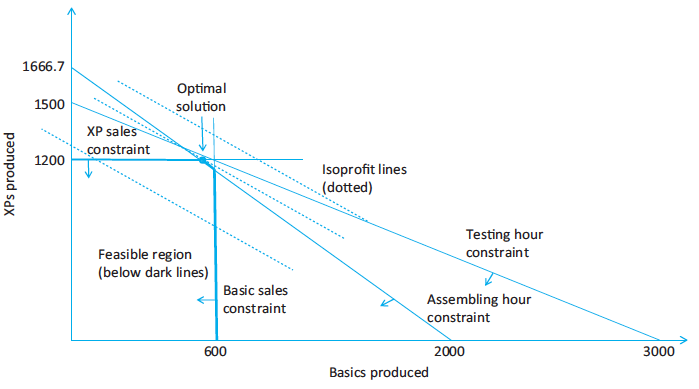 1666.7
Optimal
solution
1500
XP sales
constraint
1200
Isoprofit lines
(dotted)
XPs produced
Testing hour
constraint
Feasible region
(below dark lines)
Basic sales
constraint
Assembling hour
constraint
600
2000
3000
Basics produced